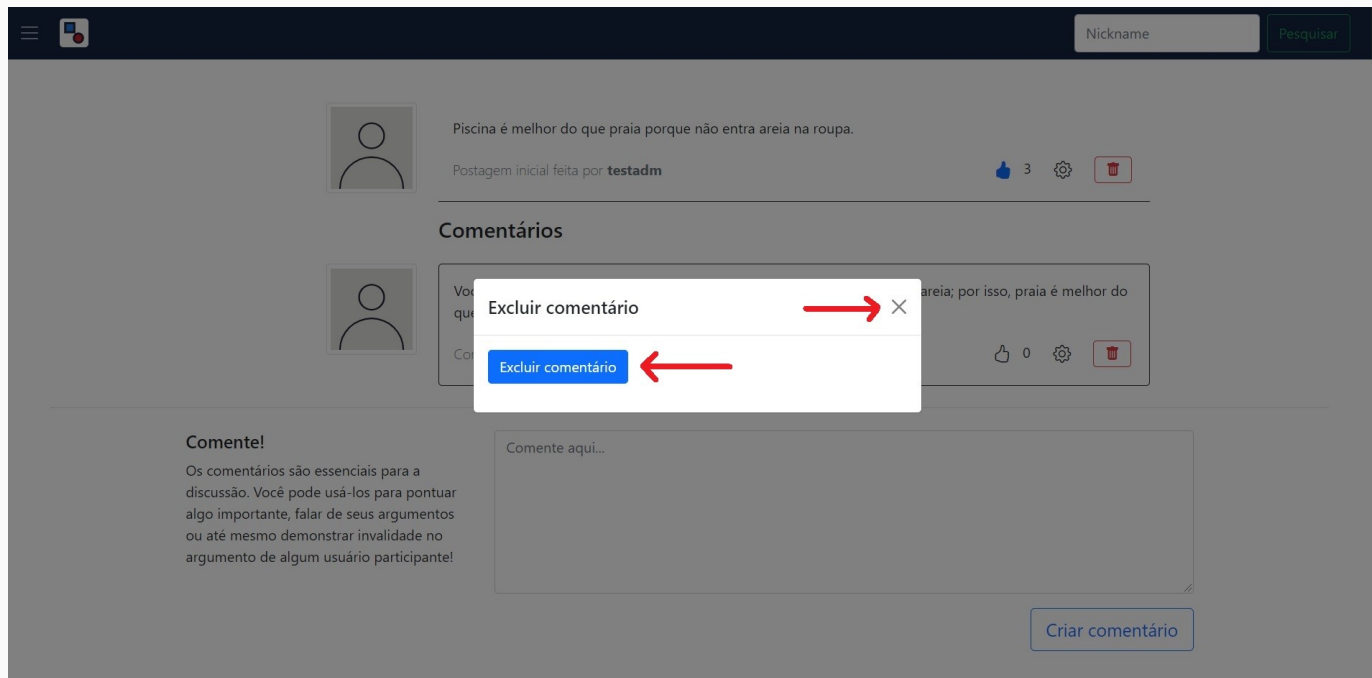 Nickname
Pesquisar
Piscina é melhor do que praia porque não entra areia na roupa.
Postagem inicial feita por testadm
3
Comentários
areia; por isso, praia é melhor do
Excluir comentário
0
Excluir comentário
Comente!
Os comentários são essenciais para a
discussão. Você pode usá-los para pontuar
algo importante, falar de seus argumentos
ou até mesmo demonstrar invalidade no
argumento de algum usuário participante!
Comente aqui...
Criar comentário